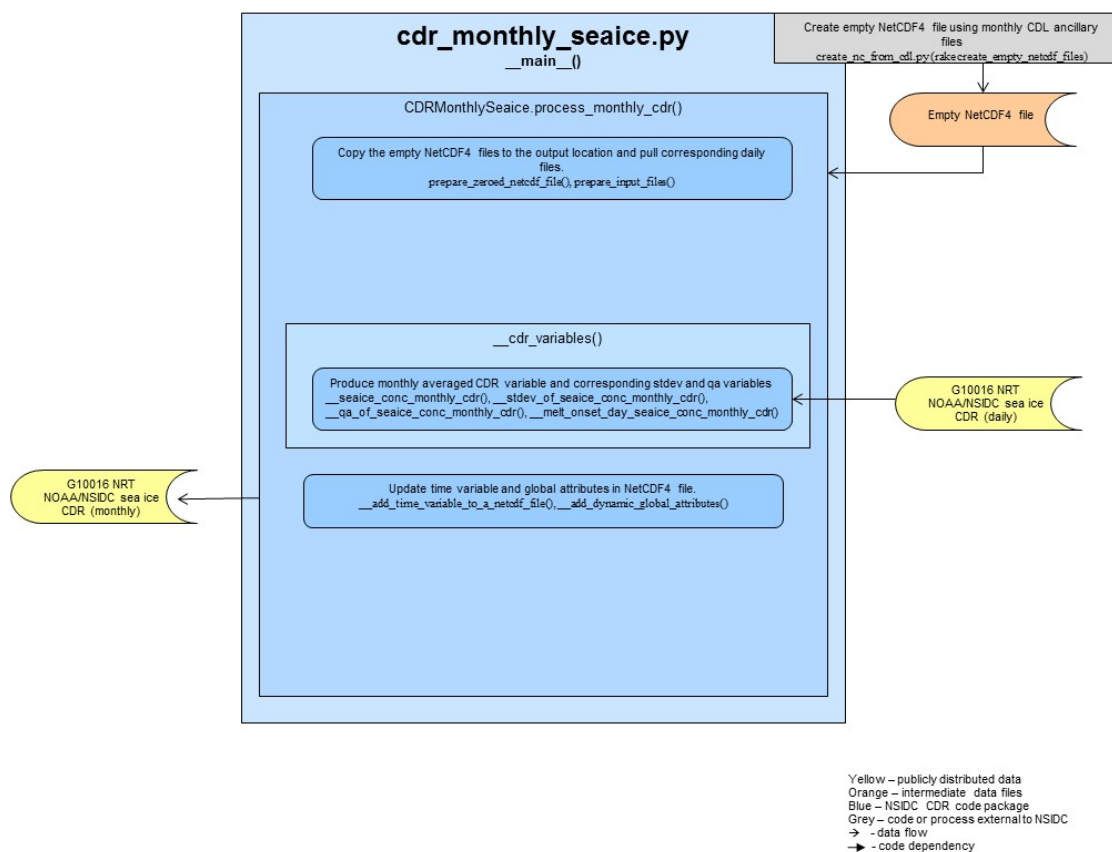 cdr_monthly_seaice.py
__main__()
Create empty NetCDF4 file using monthly CDL ancillary
files
create_nc_from_cdl.py (rake create_empty_netcdf_files)
Empty NetCDF4 file
CDRMonthlySeaice.process_monthly_cdr()
Copy the empty NetCDF4 files to the output location and pull corresponding daily
files.
prepare_zeroed_netcdf_file(), prepare_input_files()
__cdr_variables()
Produce monthly averaged CDR variable and corresponding stdev and qa variables
__seaice_conc_monthly_cdr(), __stdev_of_seaice_conc_monthly_cdr(),
__qa_of_seaice_conc_monthly_cdr(), __melt_onset_day_seaice_conc_monthly_cdr()
G10016 NRT
NOAA/NSIDC sea ice
CDR (daily)
Update time variable and global attributes in NetCDF4 file.
__add_time_variable_to_a_netcdf_file(), __add_dynamic_global_attributes()
G10016 NRT
NOAA/NSIDC sea ice
CDR (monthly)
Yellow – publicly distributed data
Orange – intermediate data files
Blue – NSIDC CDR code package
Grey – code or process external to NSIDC
→ - data flow
→ - code dependency